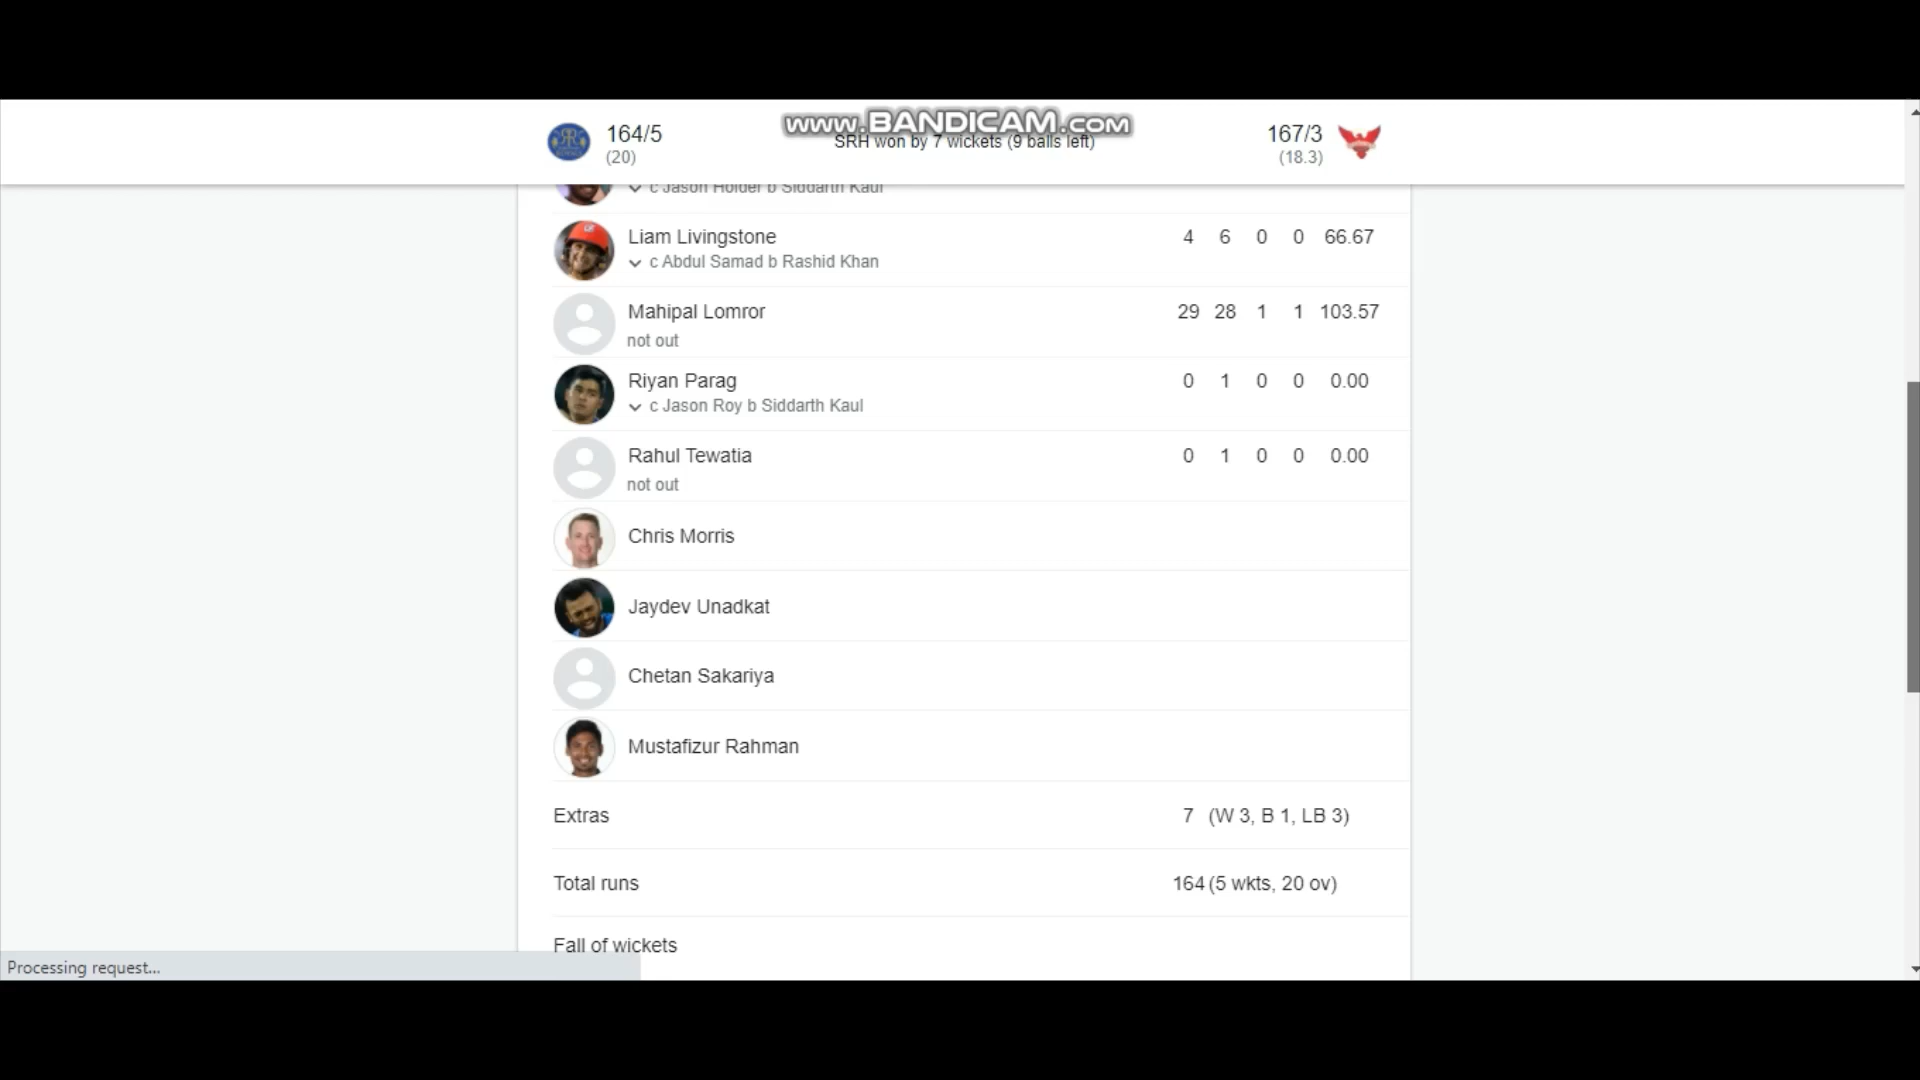 www.BANDICAM.com
164/5
(20)
SRH won by 7 wickets (9 balls left)
167/3
(18.3)
c Jason Holder b Siddarth Kaul
Liam Livingstone 4 6 0 0 66.67
c Abdul Samad b Rashid Khan
Mahipal Lomror 29 28 1 1 103.57
not out
Riyan Parag 0 1 0 0 0.00
c Jason Roy b Siddarth Kaul
Rahul Tewatia 0 1 0 0 0.00
not out
Chris Morris
Jaydev Unadkat
Chetan Sakariya
Mustafizur Rahman
Extras 7 (W 3, B 1, LB 3)
Total runs 164 (5 wkts, 20 ov)
Fall of wickets
Processing request...